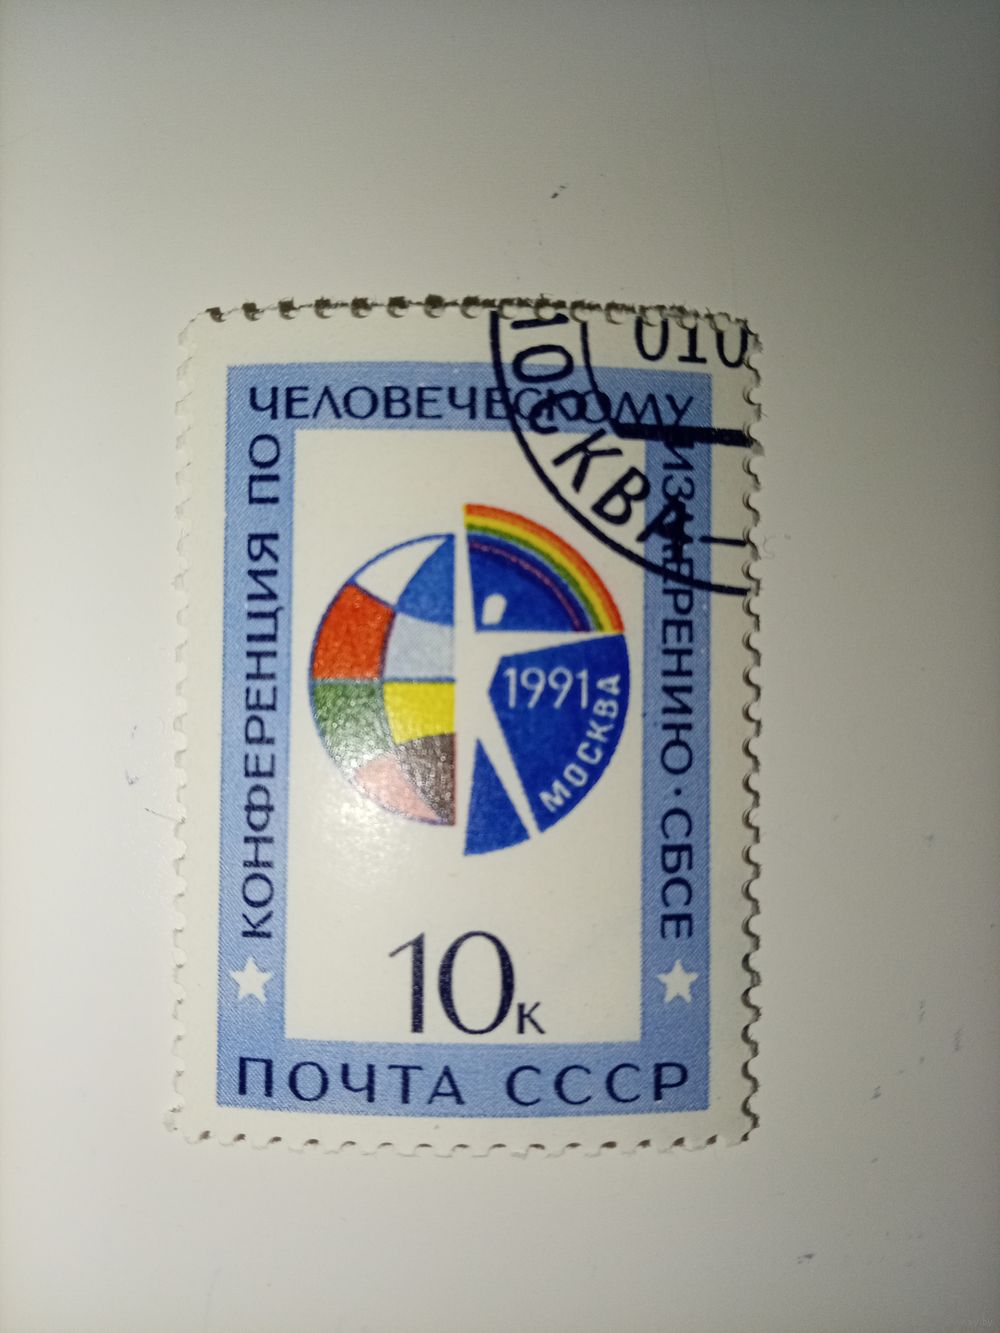 КОНФЕРЕНЦИЯ ПО
ЧЕЛОВЕЧЕСКОМУ
ИЗМЕРЕНИЮ · СБСЕ
010
МОСКВА
1991
МОСКВА
10к
ПОЧТА СССР